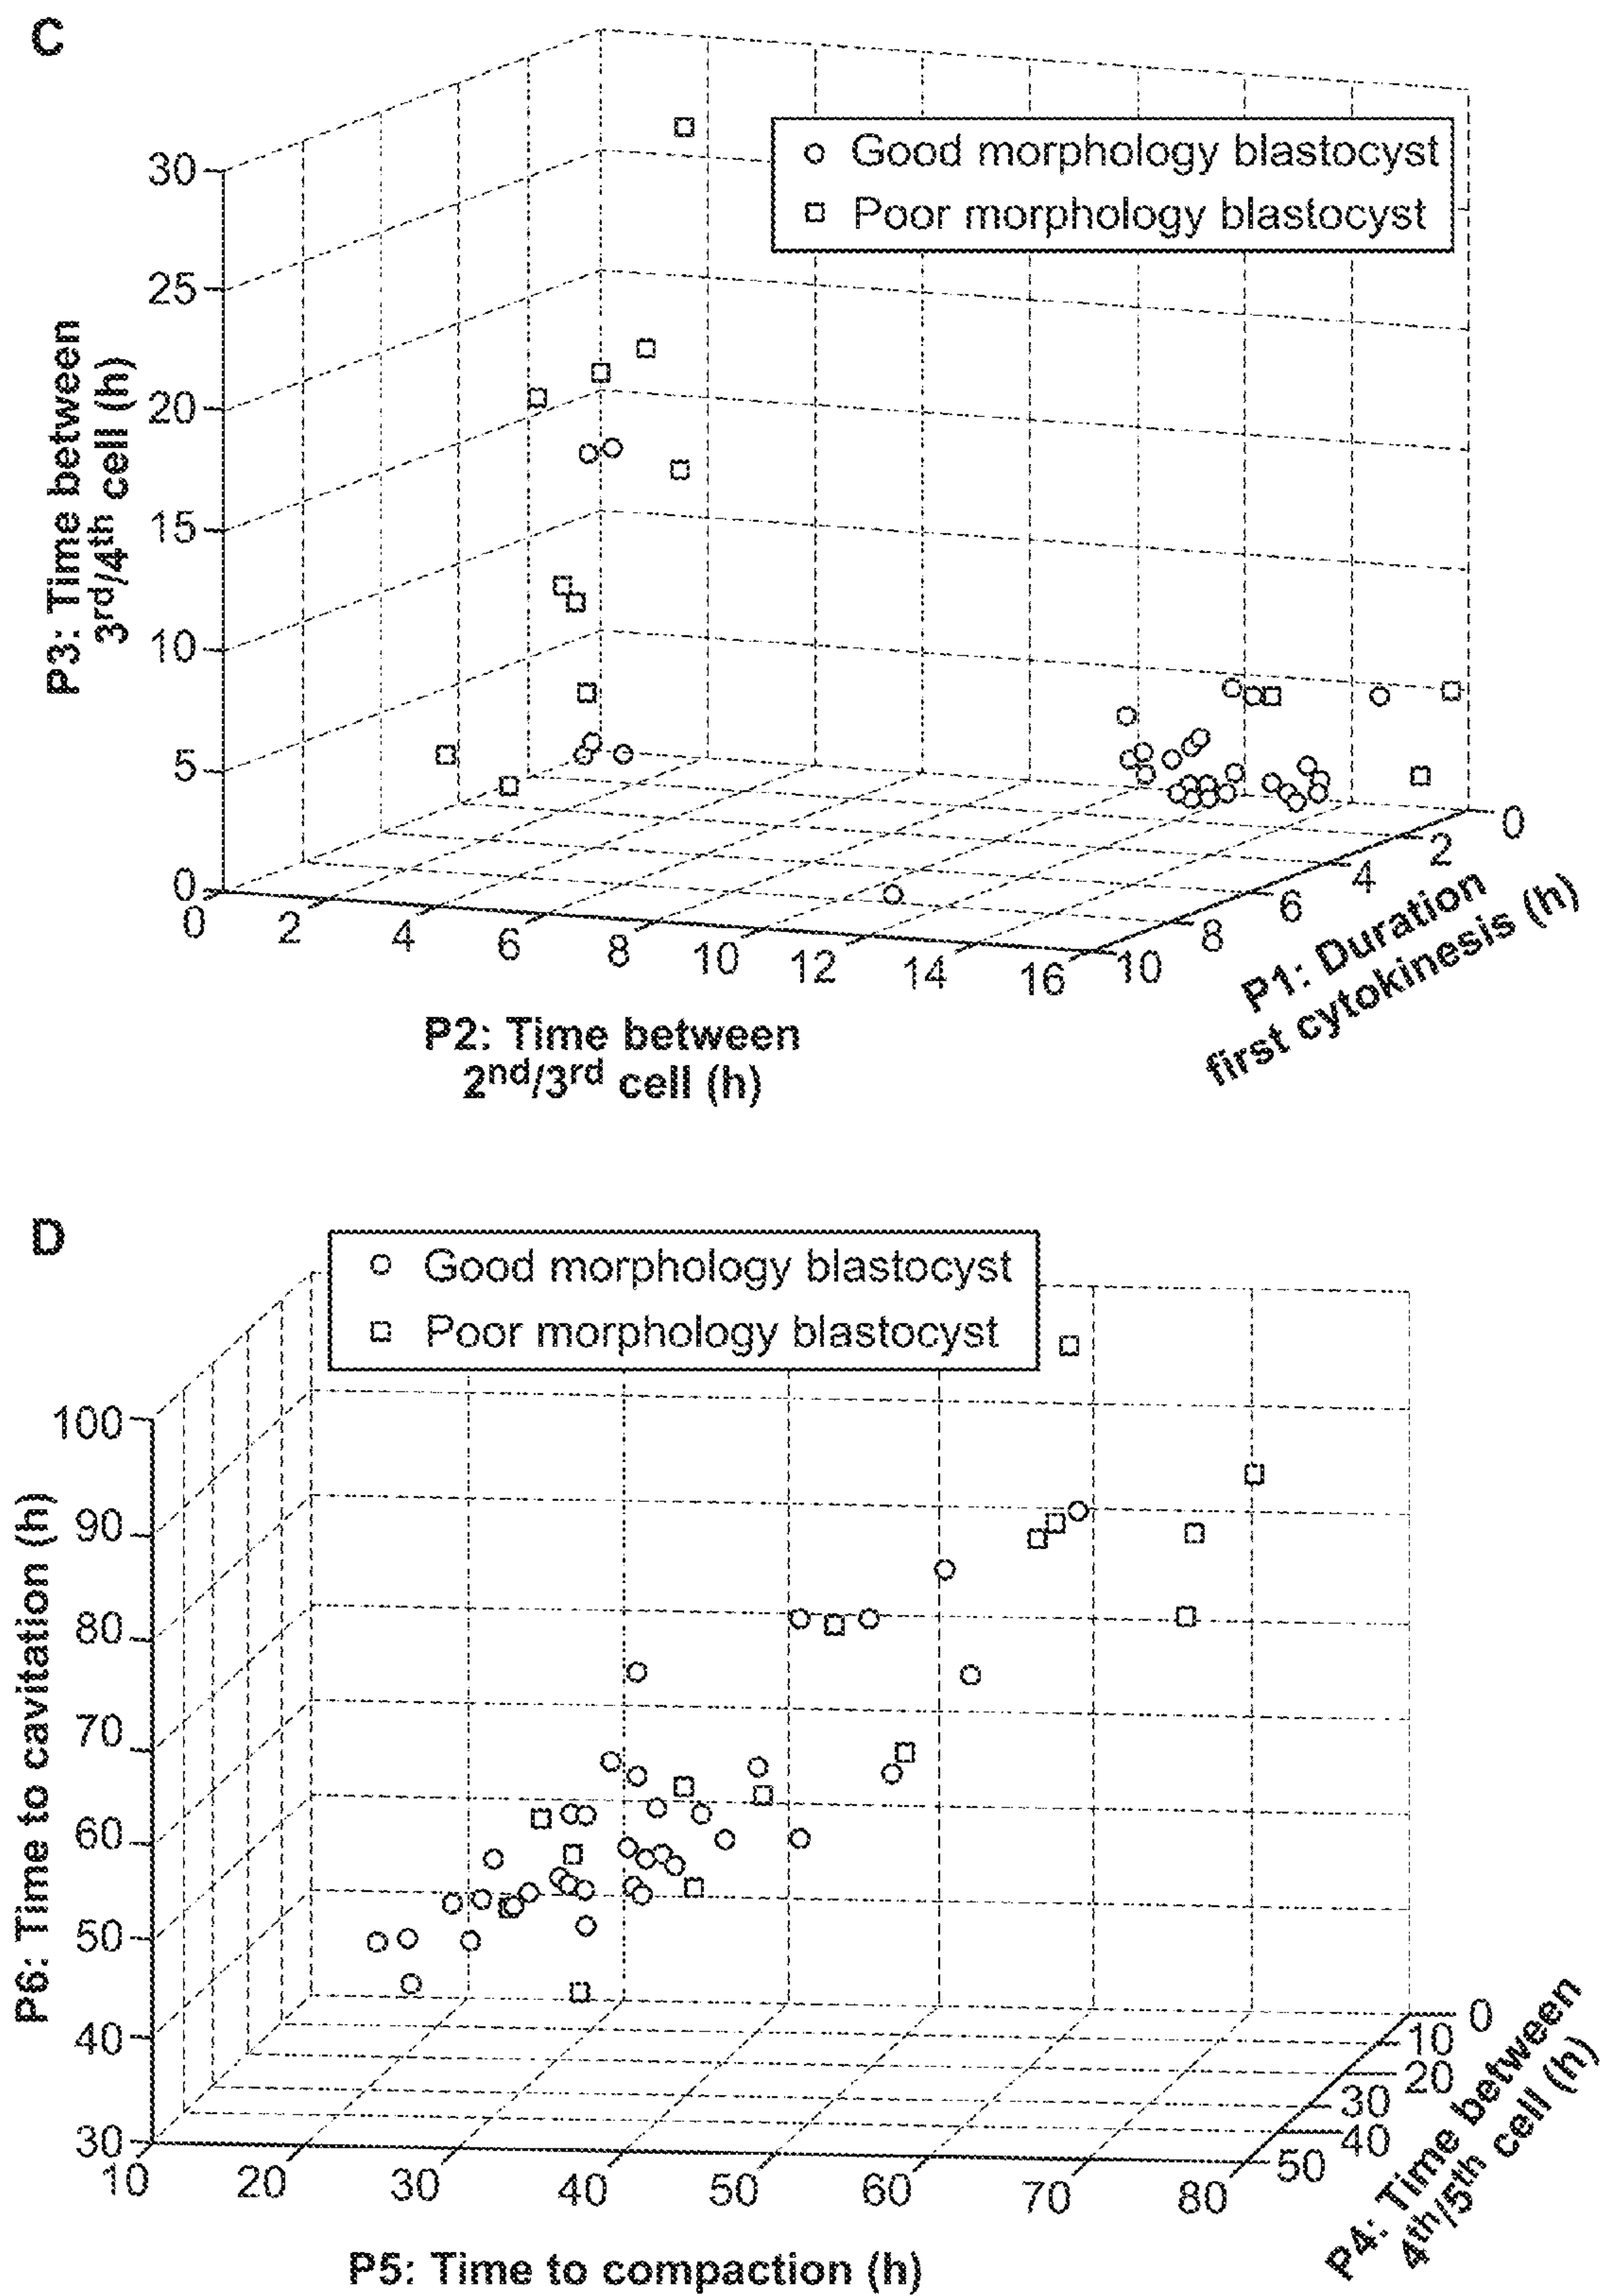 C
Good morphology blastocyst
Poor morphology blastocyst
30
25
20
15
10
5
0
P3: Time between
3rd/4th cell (h)
0 2 4 6 8 10 12 14 16
P2: Time between
2nd/3rd cell (h)
10 8 6 4 2 0
P1: Duration
first cytokinesis (h)
D
Good morphology blastocyst
Poor morphology blastocyst
100
90
80
70
60
50
40
30
P6: Time to cavitation (h)
10 20 30 40 50 60 70 80
P5: Time to compaction (h)
0
10
20
30
40
50
P4: Time between
4th/5th cell (h)